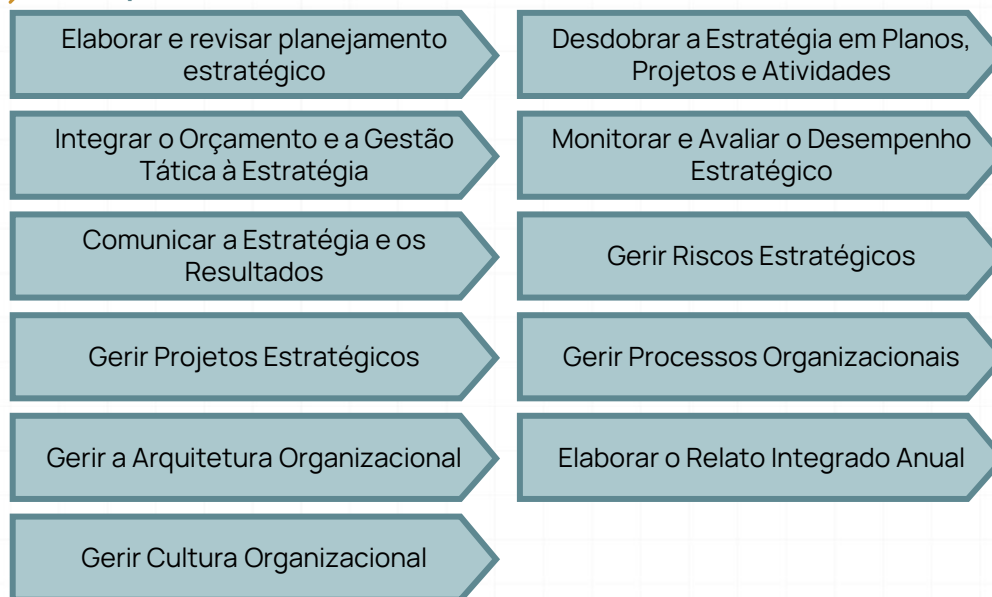 Elaborar e revisar planejamento
estratégico
Desdobrar a Estratégia em Planos,
Projetos e Atividades
Integrar o Orçamento e a Gestão
Tática à Estratégia
Monitorar e Avaliar o Desempenho
Estratégico
Comunicar a Estratégia e os
Resultados
Gerir Riscos Estratégicos
Gerir Projetos Estratégicos
Gerir Processos Organizacionais
Gerir a Arquitetura Organizacional
Elaborar o Relato Integrado Anual
Gerir Cultura Organizacional